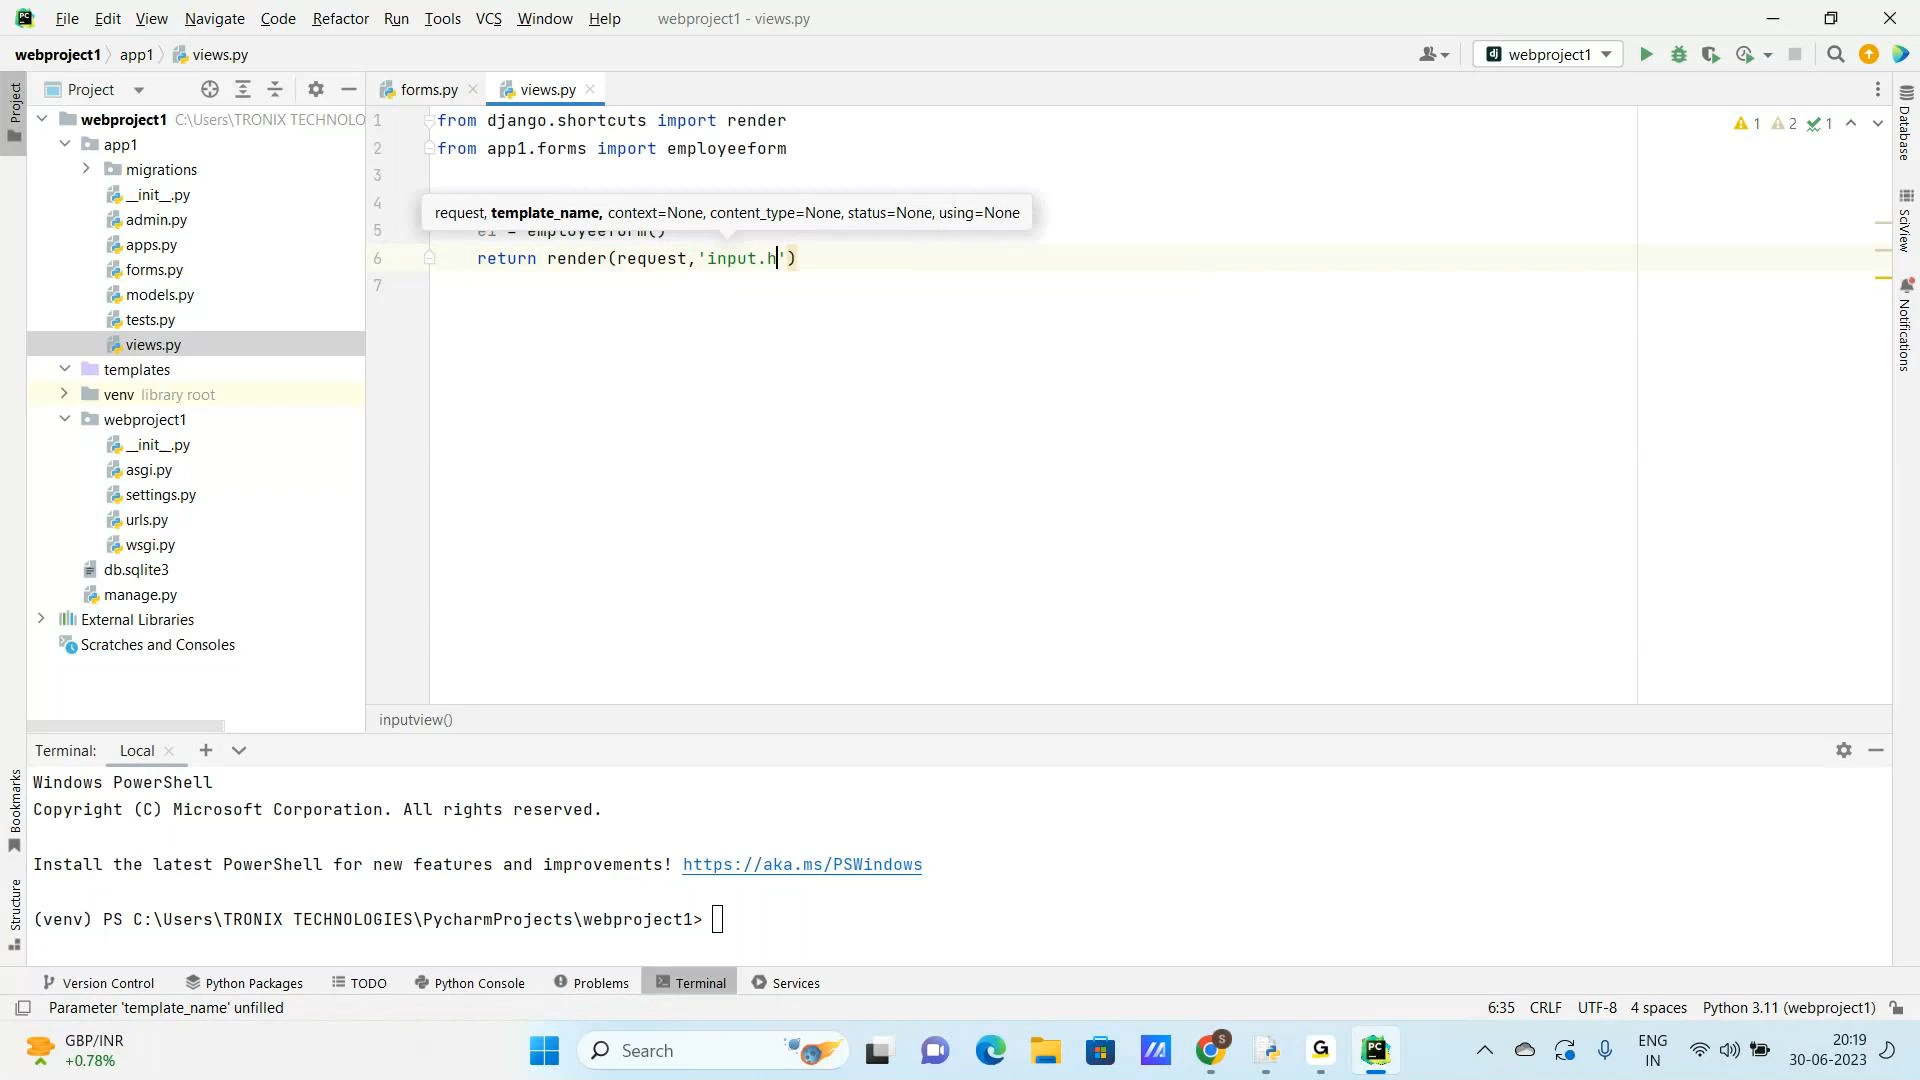 File Edit View Navigate Code Refactor Run Tools VCS Window Help webproject1 - views.py
webproject1 app1 views.py
webproject1
Project
Project
forms.py
views.py
webproject1 C:\Users\TRONIX TECHNOLO
app1
migrations
__init__.py
admin.py
apps.py
forms.py
models.py
tests.py
views.py
templates
venv library root
webproject1
__init__.py
asgi.py
settings.py
urls.py
wsgi.py
db.sqlite3
manage.py
External Libraries
Scratches and Consoles
1 from django.shortcuts import render
2 from app1.forms import employeeform
3
4
request, template_name, context=None, content_type=None, status=None, using=None
5 e1 = employeeform()
6 return render(request,'input.h')
7
1 2 1
Database
SciView
Notifications
inputview()
Terminal: Local
Windows PowerShell
Copyright (C) Microsoft Corporation. All rights reserved.
Install the latest PowerShell for new features and improvements! https://aka.ms/PSWindows
(venv) PS C:\Users\TRONIX TECHNOLOGIES\PycharmProjects\webproject1>
Bookmarks
Structure
Version Control Python Packages TODO Python Console Problems Terminal Services
Parameter 'template_name' unfilled
6:35 CRLF UTF-8 4 spaces Python 3.11 (webproject1)
GBP/INR
+0.78%
Search
ENG
IN
20:19
30-06-2023